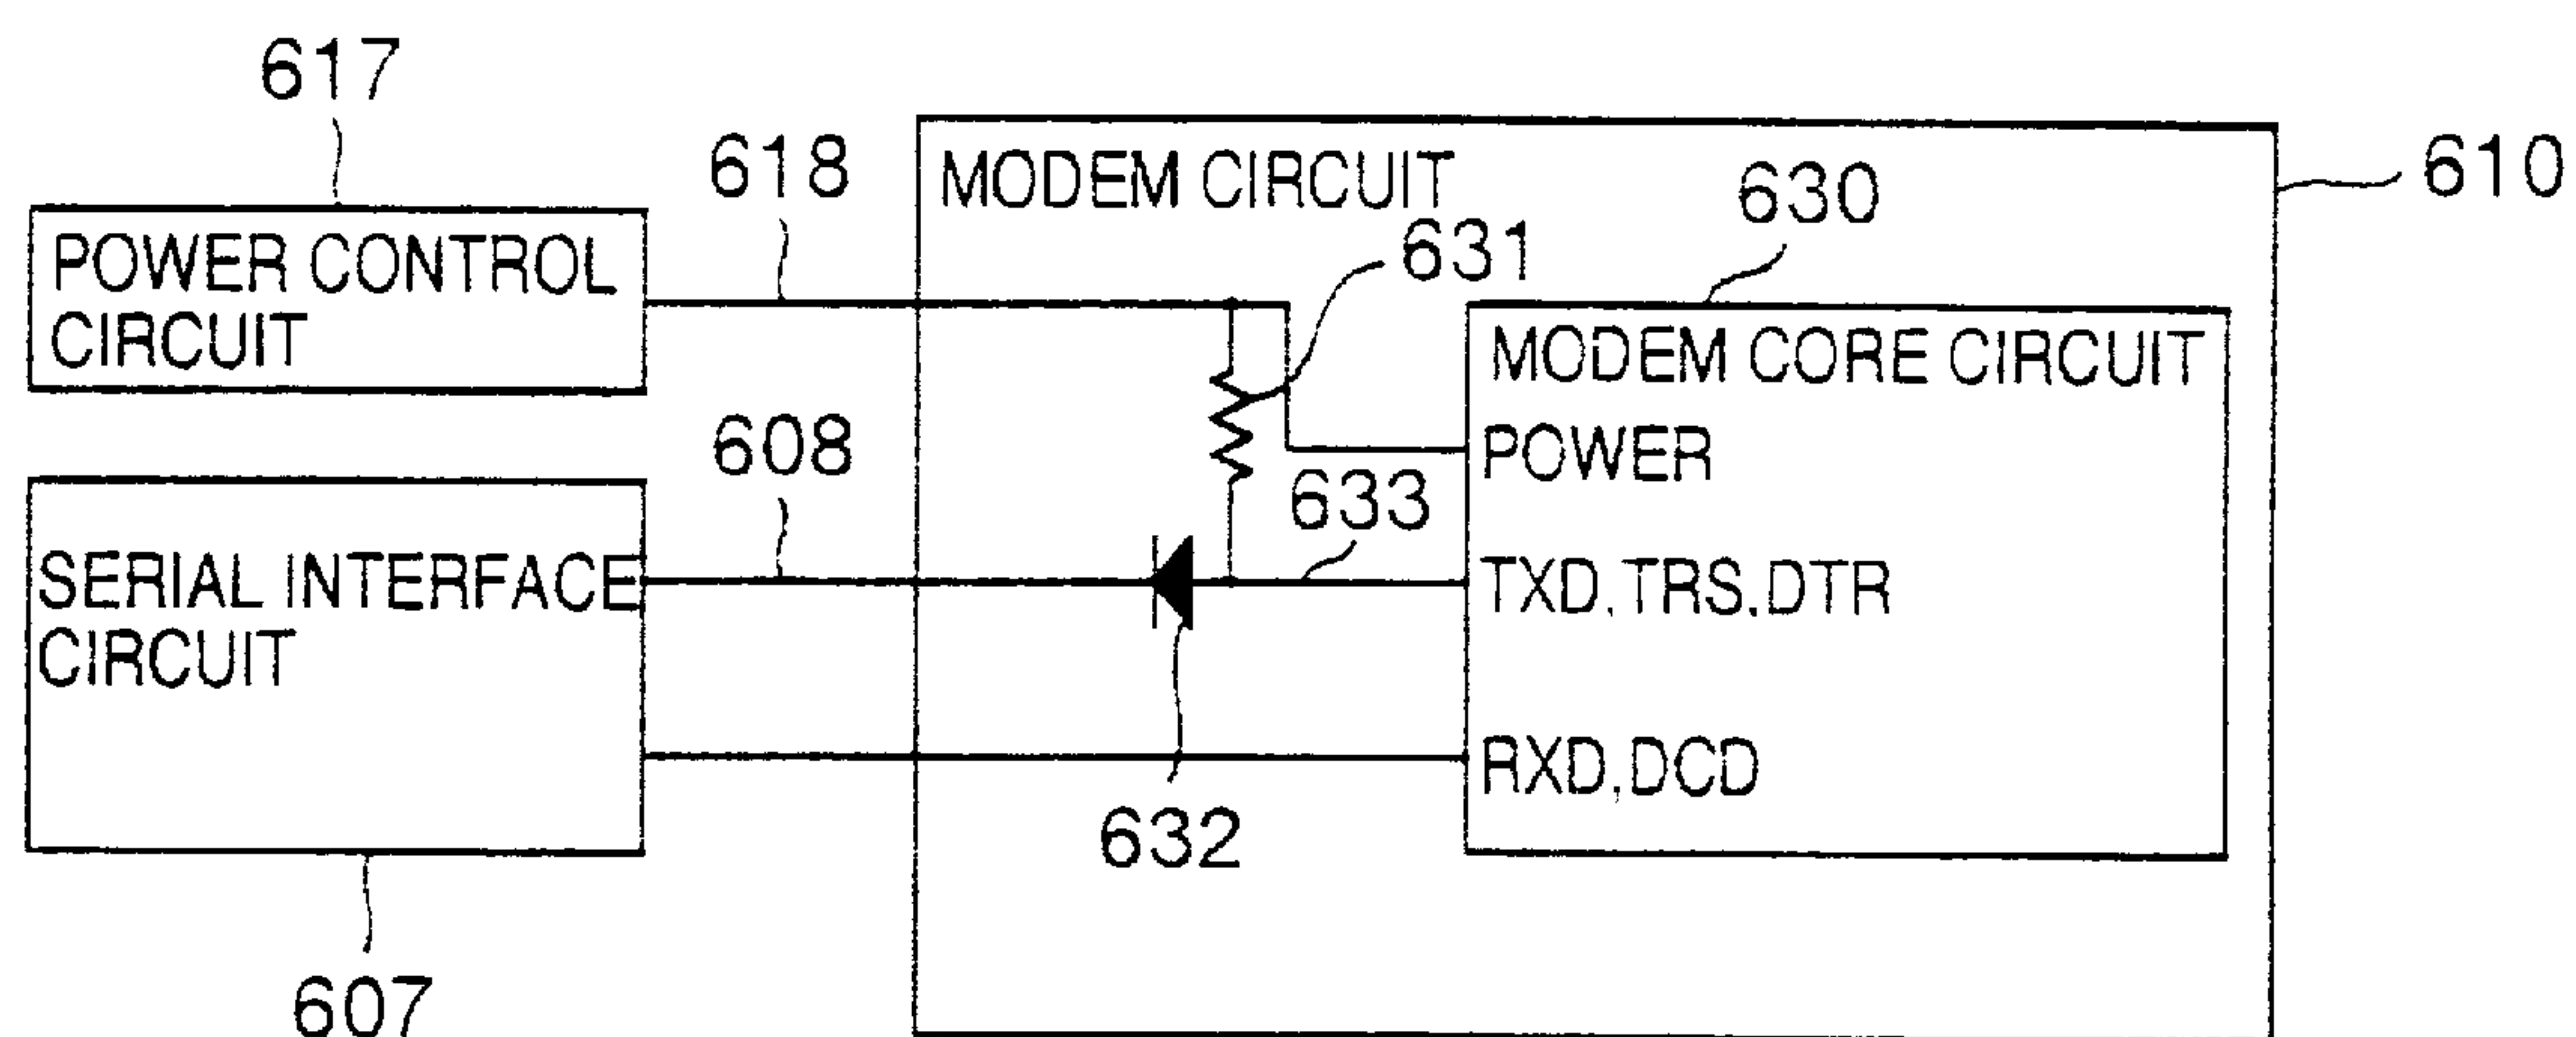 617
618
MODEM CIRCUIT
630
610
631
POWER CONTROL
CIRCUIT
MODEM CORE CIRCUIT
608
POWER
633
SERIAL INTERFACE
CIRCUIT
TXD,TRS,DTR
RXD,DCD
632
607